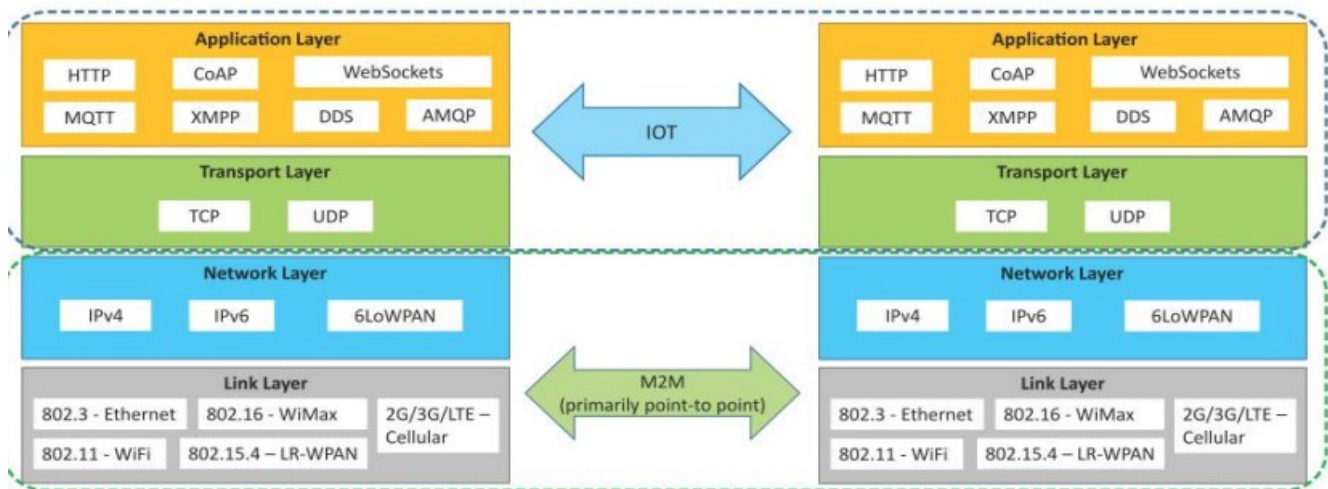 Application Layer
HTTP CoAP WebSockets
MQTT XMPP DDS AMQP
Transport Layer
TCP UDP
Network Layer
IPv4 IPv6 6LoWPAN
Link Layer
802.3 - Ethernet 802.16 - WiMax 2G/3G/LTE –
Cellular
802.11 - WiFi 802.15.4 – LR-WPAN
IOT
M2M
(primarily point-to point)
Application Layer
HTTP CoAP WebSockets
MQTT XMPP DDS AMQP
Transport Layer
TCP UDP
Network Layer
IPv4 IPv6 6LoWPAN
Link Layer
802.3 - Ethernet 802.16 - WiMax 2G/3G/LTE –
Cellular
802.11 - WiFi 802.15.4 – LR-WPAN